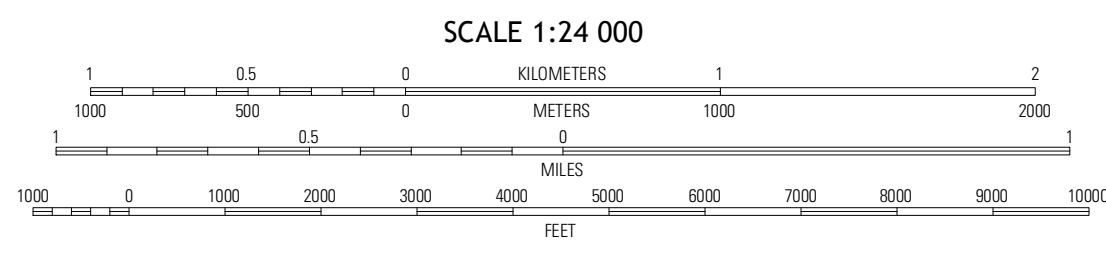 SCALE 1:24 000
1 0.5 0 KILOMETERS 1 2
1000 500 0 METERS 1000 2000
1 0.5 0 1
MILES
1000 0 1000 2000 3000 4000 5000 6000 7000 8000 9000 10000
FEET